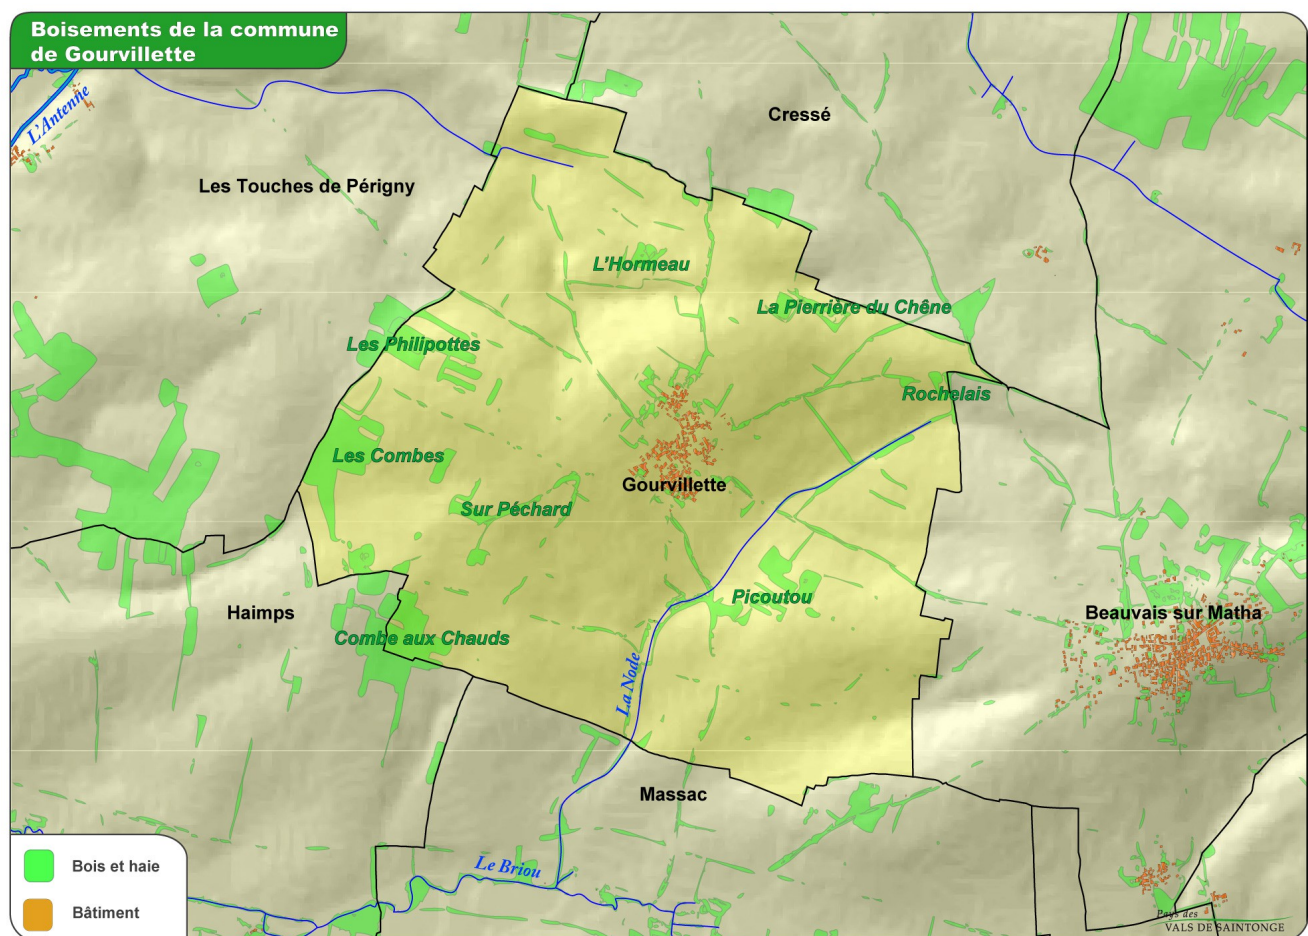 Boisements de la commune
de Gourvillette
L'Antenne
Cressé
Les Touches de Périgny
L'Hormeau
La Pierrière du Chêne
Les Philipottes
Rochelais
Les Combes
Gourvillette
Sur Péchard
Picoutou
Haimps
Beauvais sur Matha
Combe aux Chauds
La Node
Massac
Le Briou
Bois et haie
Bâtiment
Pays des
VALS DE SAINTONGE